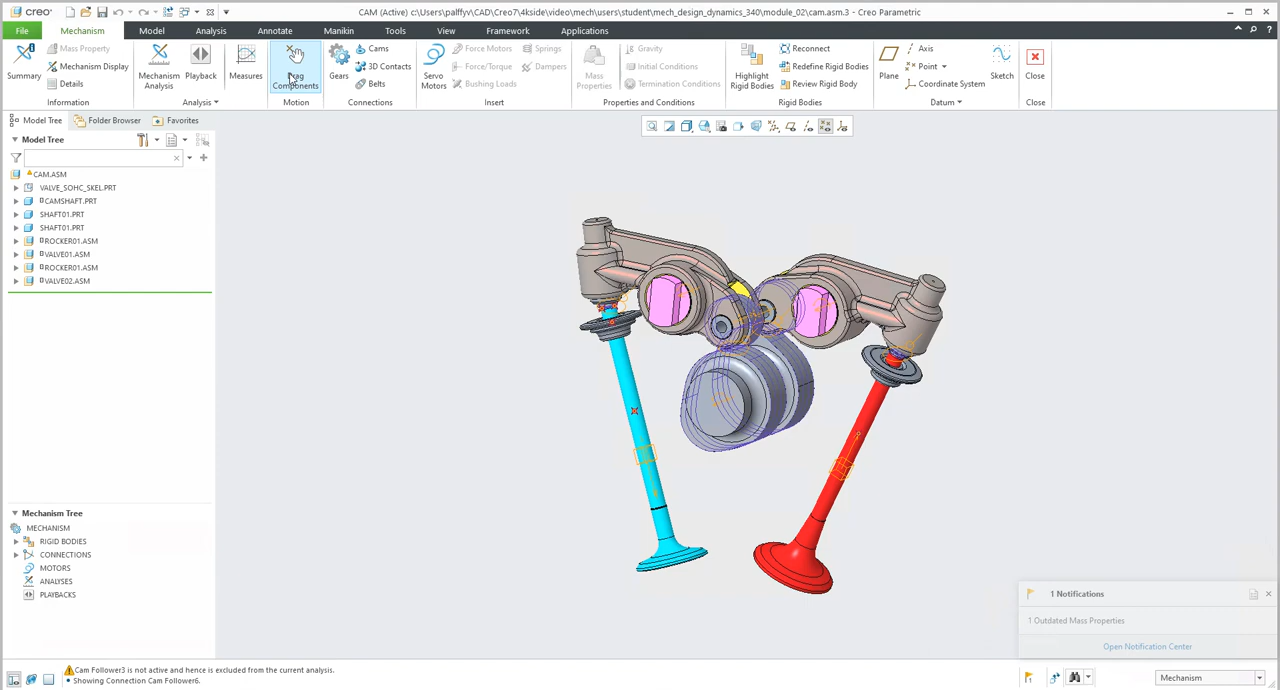 creo
CAM (Active) c:\Users\palffyv\CAD\Creo7\4kside\video\mech\users\student\mech_design_dynamics_340\module_02\cam.asm.3 - Creo Parametric
File Mechanism Model Analysis Annotate Manikin Tools View Framework Applications
Summary
Mass Property
Mechanism Display
Details
Information
Mechanism Analysis
Playback
Measures
Analysis
Drag Components
Motion
Gears
Cams
3D Contacts
Belts
Connections
Servo Motors
Force Motors
Force/Torque
Bushing Loads
Springs
Dampers
Insert
Mass Properties
Gravity
Initial Conditions
Termination Conditions
Properties and Conditions
Highlight Rigid Bodies
Reconnect
Redefine Rigid Bodies
Review Rigid Body
Rigid Bodies
Plane
Axis
Point
Coordinate System
Sketch
Datum
Close
Close
Model Tree Folder Browser Favorites
Model Tree
CAM.ASM
VALVE_SOHC_SKEL.PRT
CAMSHAFT.PRT
SHAFT01.PRT
SHAFT01.PRT
ROCKER01.ASM
VALVE01.ASM
ROCKER01.ASM
VALVE02.ASM
Mechanism Tree
MECHANISM
RIGID BODIES
CONNECTIONS
MOTORS
ANALYSES
PLAYBACKS
1 Notifications
1 Outdated Mass Properties
Open Notification Center
Cam Follower3 is not active and hence is excluded from the current analysis.
• Showing Connection Cam Follower6.
Mechanism